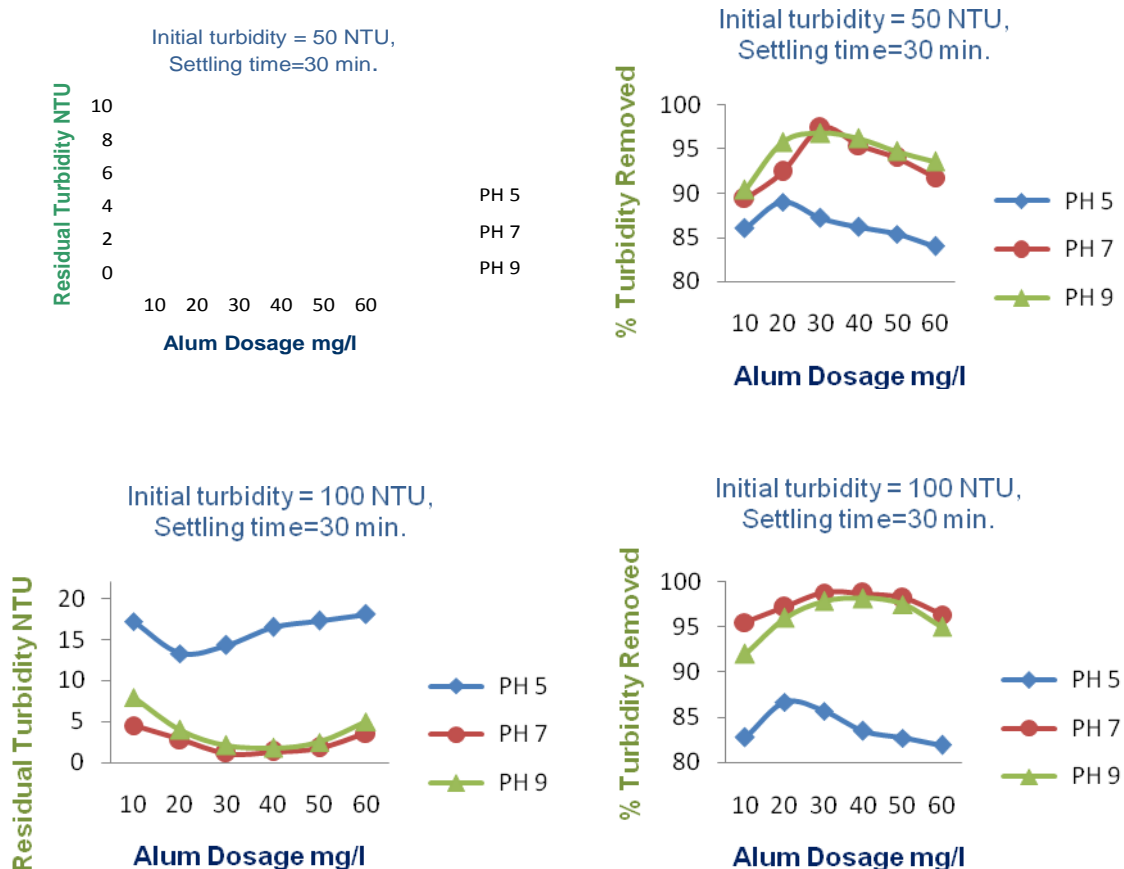 Initial turbidity = 50 NTU,
Settling time=30 min.
Residual Turbidity NTU
10
8
6
4
2
0
10 20 30 40 50 60
Alum Dosage mg/l
PH 5
PH 7
PH 9
Initial turbidity = 50 NTU,
Settling time=30 min.
% Turbidity Removed
100
95
90
85
80
10 20 30 40 50 60
Alum Dosage mg/l
PH 5
PH 7
PH 9
Initial turbidity = 100 NTU,
Settling time=30 min.
Residual Turbidity NTU
20
15
10
5
0
10 20 30 40 50 60
Alum Dosage mg/l
PH 5
PH 7
PH 9
Initial turbidity = 100 NTU,
Settling time=30 min.
% Turbidity Removed
100
95
90
85
80
10 20 30 40 50 60
Alum Dosage mg/l
PH 5
PH 7
PH 9